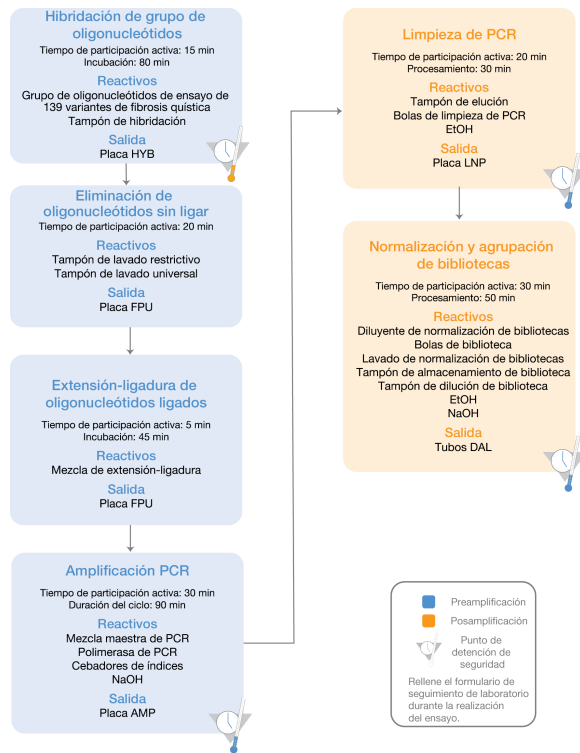 Hibridación de grupo de
oligonucleótidos
Tiempo de participación activa: 15 min
Incubación: 80 min
Reactivos
Grupo de oligonucleótidos de ensayo de
139 variantes de fibrosis quística
Tampón de hibridación
Salida
Placa HYB
Eliminación de
oligonucleótidos sin ligar
Tiempo de participación activa: 20 min
Reactivos
Tampón de lavado restrictivo
Tampón de lavado universal
Salida
Placa FPU
Extensión-ligadura de
oligonucleótidos ligados
Tiempo de participación activa: 5 min
Incubación: 45 min
Reactivos
Mezcla de extensión-ligadura
Salida
Placa FPU
Amplificación PCR
Tiempo de participación activa: 30 min
Duración del ciclo: 90 min
Reactivos
Mezcla maestra de PCR
Polimerasa de PCR
Cebadores de índices
NaOH
Salida
Placa AMP
Limpieza de PCR
Tiempo de participación activa: 20 min
Procesamiento: 30 min
Reactivos
Tampón de elución
Bolas de limpieza de PCR
EtOH
Salida
Placa LNP
Normalización y agrupación
de bibliotecas
Tiempo de participación activa: 30 min
Procesamiento: 50 min
Reactivos
Diluyente de normalización de bibliotecas
Bolas de biblioteca
Lavado de normalización de bibliotecas
Tampón de almacenamiento de biblioteca
Tampón de dilución de biblioteca
EtOH
NaOH
Salida
Tubos DAL
Preamplificación
Posamplificación
Punto de
detención de
seguridad
Rellene el formulario de
seguimiento de laboratorio
durante la realización
del ensayo.